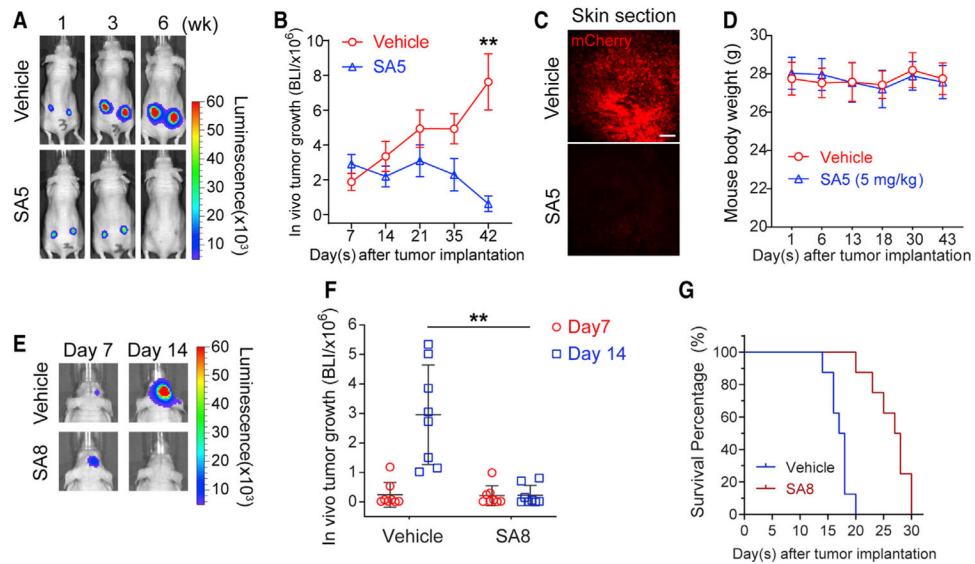 A
1 3 6 (wk)
Vehicle
SA5
Luminescence(x10³)
60
50
40
30
20
10
B
In vivo tumor growth (BLI/x10⁶)
10
8
6
4
2
0
Vehicle
SA5
**
7 14 21 35 42
Day(s) after tumor implantation
C
Skin section
mCherry
Vehicle
SA5
D
Mouse body weight (g)
30
28
26
24
22
20
Vehicle
SA5 (5 mg/kg)
1 6 13 18 30 43
Day(s) after tumor implantation
E
Day 7 Day 14
Vehicle
SA8
Luminescence(x10³)
60
50
40
30
20
10
F
In vivo tumor growth (BLI/x10⁶)
6
5
4
3
2
1
0
**
Day7
Day 14
Vehicle SA8
G
Survival Percentage (%)
100
80
60
40
20
0
Vehicle
SA8
0 5 10 15 20 25 30
Day(s) after tumor implantation